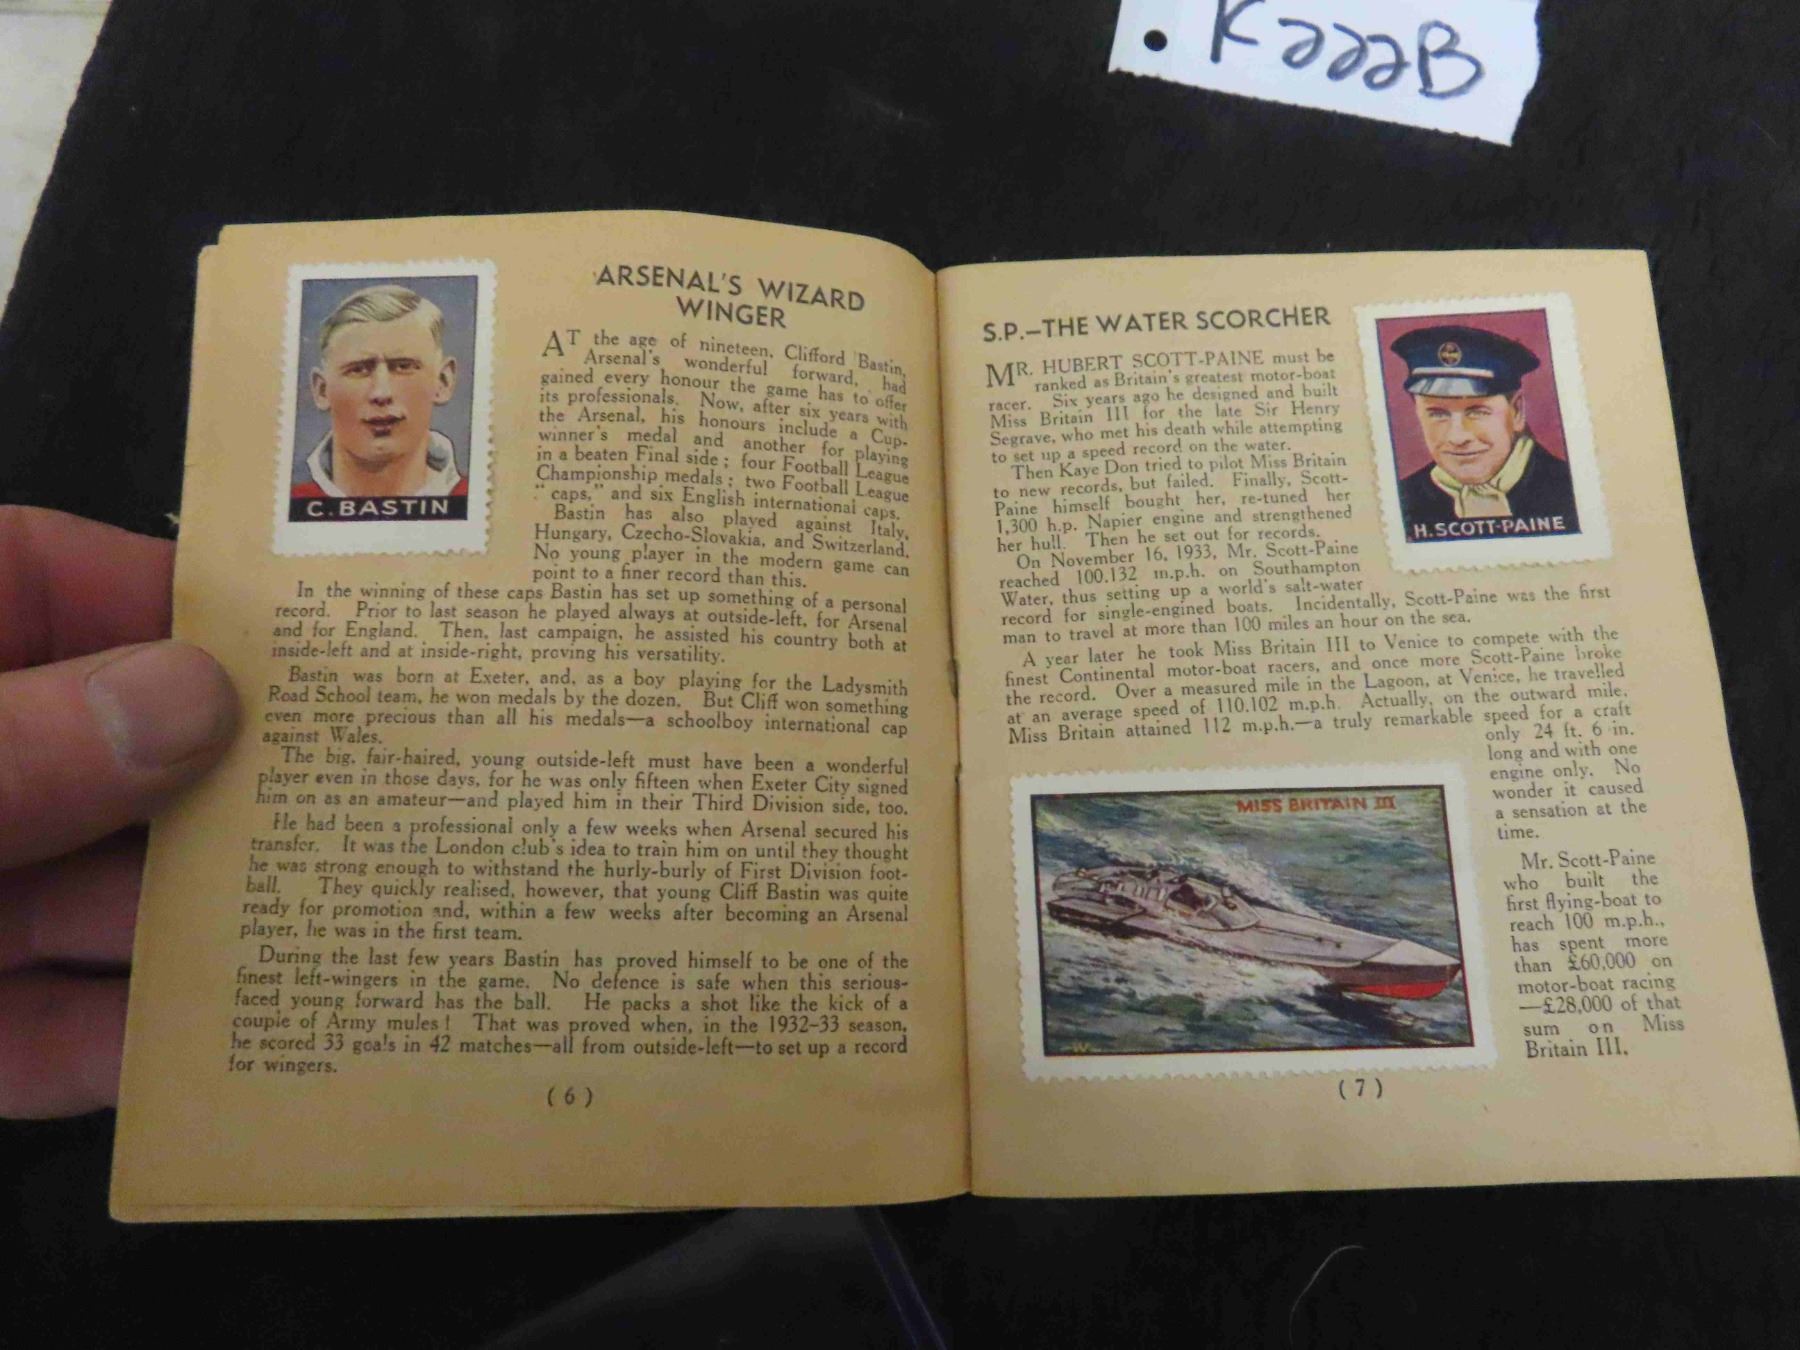 K222B
C. BASTIN
ARSENAL'S WIZARD
WINGER
AT the age of nineteen, Clifford Bastin,
Arsenal's wonderful forward, had
gained every honour the game has to offer
its professionals. Now, after six years with
the Arsenal, his honours include a Cup-
winner's medal and another for playing
in a beaten Final side; four Football League
Championship medals; two Football League
"caps," and six English international caps.
Bastin has also played against Italy,
Hungary, Czecho-Slovakia, and Switzerland.
No young player in the modern game can
point to a finer record than this.
In the winning of these caps Bastin has set up something of a personal
record. Prior to last season he played always at outside-left, for Arsenal
and for England. Then, last campaign, he assisted his country both at
inside-left and at inside-right, proving his versatility.
Bastin was born at Exeter, and, as a boy playing for the Ladysmith
Road School team, he won medals by the dozen. But Cliff won something
even more precious than all his medals—a schoolboy international cap
against Wales.
The big, fair-haired, young outside-left must have been a wonderful
player even in those days, for he was only fifteen when Exeter City signed
him on as an amateur—and played him in their Third Division side, too.
He had been a professional only a few weeks when Arsenal secured his
transfer. It was the London club's idea to train him on until they thought
he was strong enough to withstand the hurly-burly of First Division foot-
ball. They quickly realised, however, that young Cliff Bastin was quite
ready for promotion and, within a few weeks after becoming an Arsenal
player, he was in the first team.
During the last few years Bastin has proved himself to be one of the
finest left-wingers in the game. No defence is safe when this serious-
faced young forward has the ball. He packs a shot like the kick of a
couple of Army mules! That was proved when, in the 1932-33 season,
he scored 33 goals in 42 matches—all from outside-left—to set up a record
for wingers.
( 6 )
S.P.—THE WATER SCORCHER
H. SCOTT-PAINE
MR. HUBERT SCOTT-PAINE must be
ranked as Britain's greatest motor-boat
racer. Six years ago he designed and built
Miss Britain III for the late Sir Henry
Segrave, who met his death while attempting
to set up a speed record on the water.
Then Kaye Don tried to pilot Miss Britain
to new records, but failed. Finally, Scott-
Paine himself bought her, re-tuned her
1,300 h.p. Napier engine and strengthened
her hull. Then he set out for records.
On November 16, 1933, Mr. Scott-Paine
reached 100.132 m.p.h. on Southampton
Water, thus setting up a world's salt-water
record for single-engined boats. Incidentally, Scott-Paine was the first
man to travel at more than 100 miles an hour on the sea.
A year later he took Miss Britain III to Venice to compete with the
finest Continental motor-boat racers, and once more Scott-Paine broke
the record. Over a measured mile in the Lagoon, at Venice, he travelled
at an average speed of 110.102 m.p.h. Actually, on the outward mile,
Miss Britain attained 112 m.p.h.—a truly remarkable speed for a craft
only 24 ft. 6 in.
long and with one
engine only. No
wonder it caused
a sensation at the
time.
Mr. Scott-Paine
who built the
first flying-boat to
reach 100 m.p.h.,
has spent more
than £60,000 on
motor-boat racing
—£28,000 of that
sum on Miss
Britain III.
MISS BRITAIN III
( 7 )